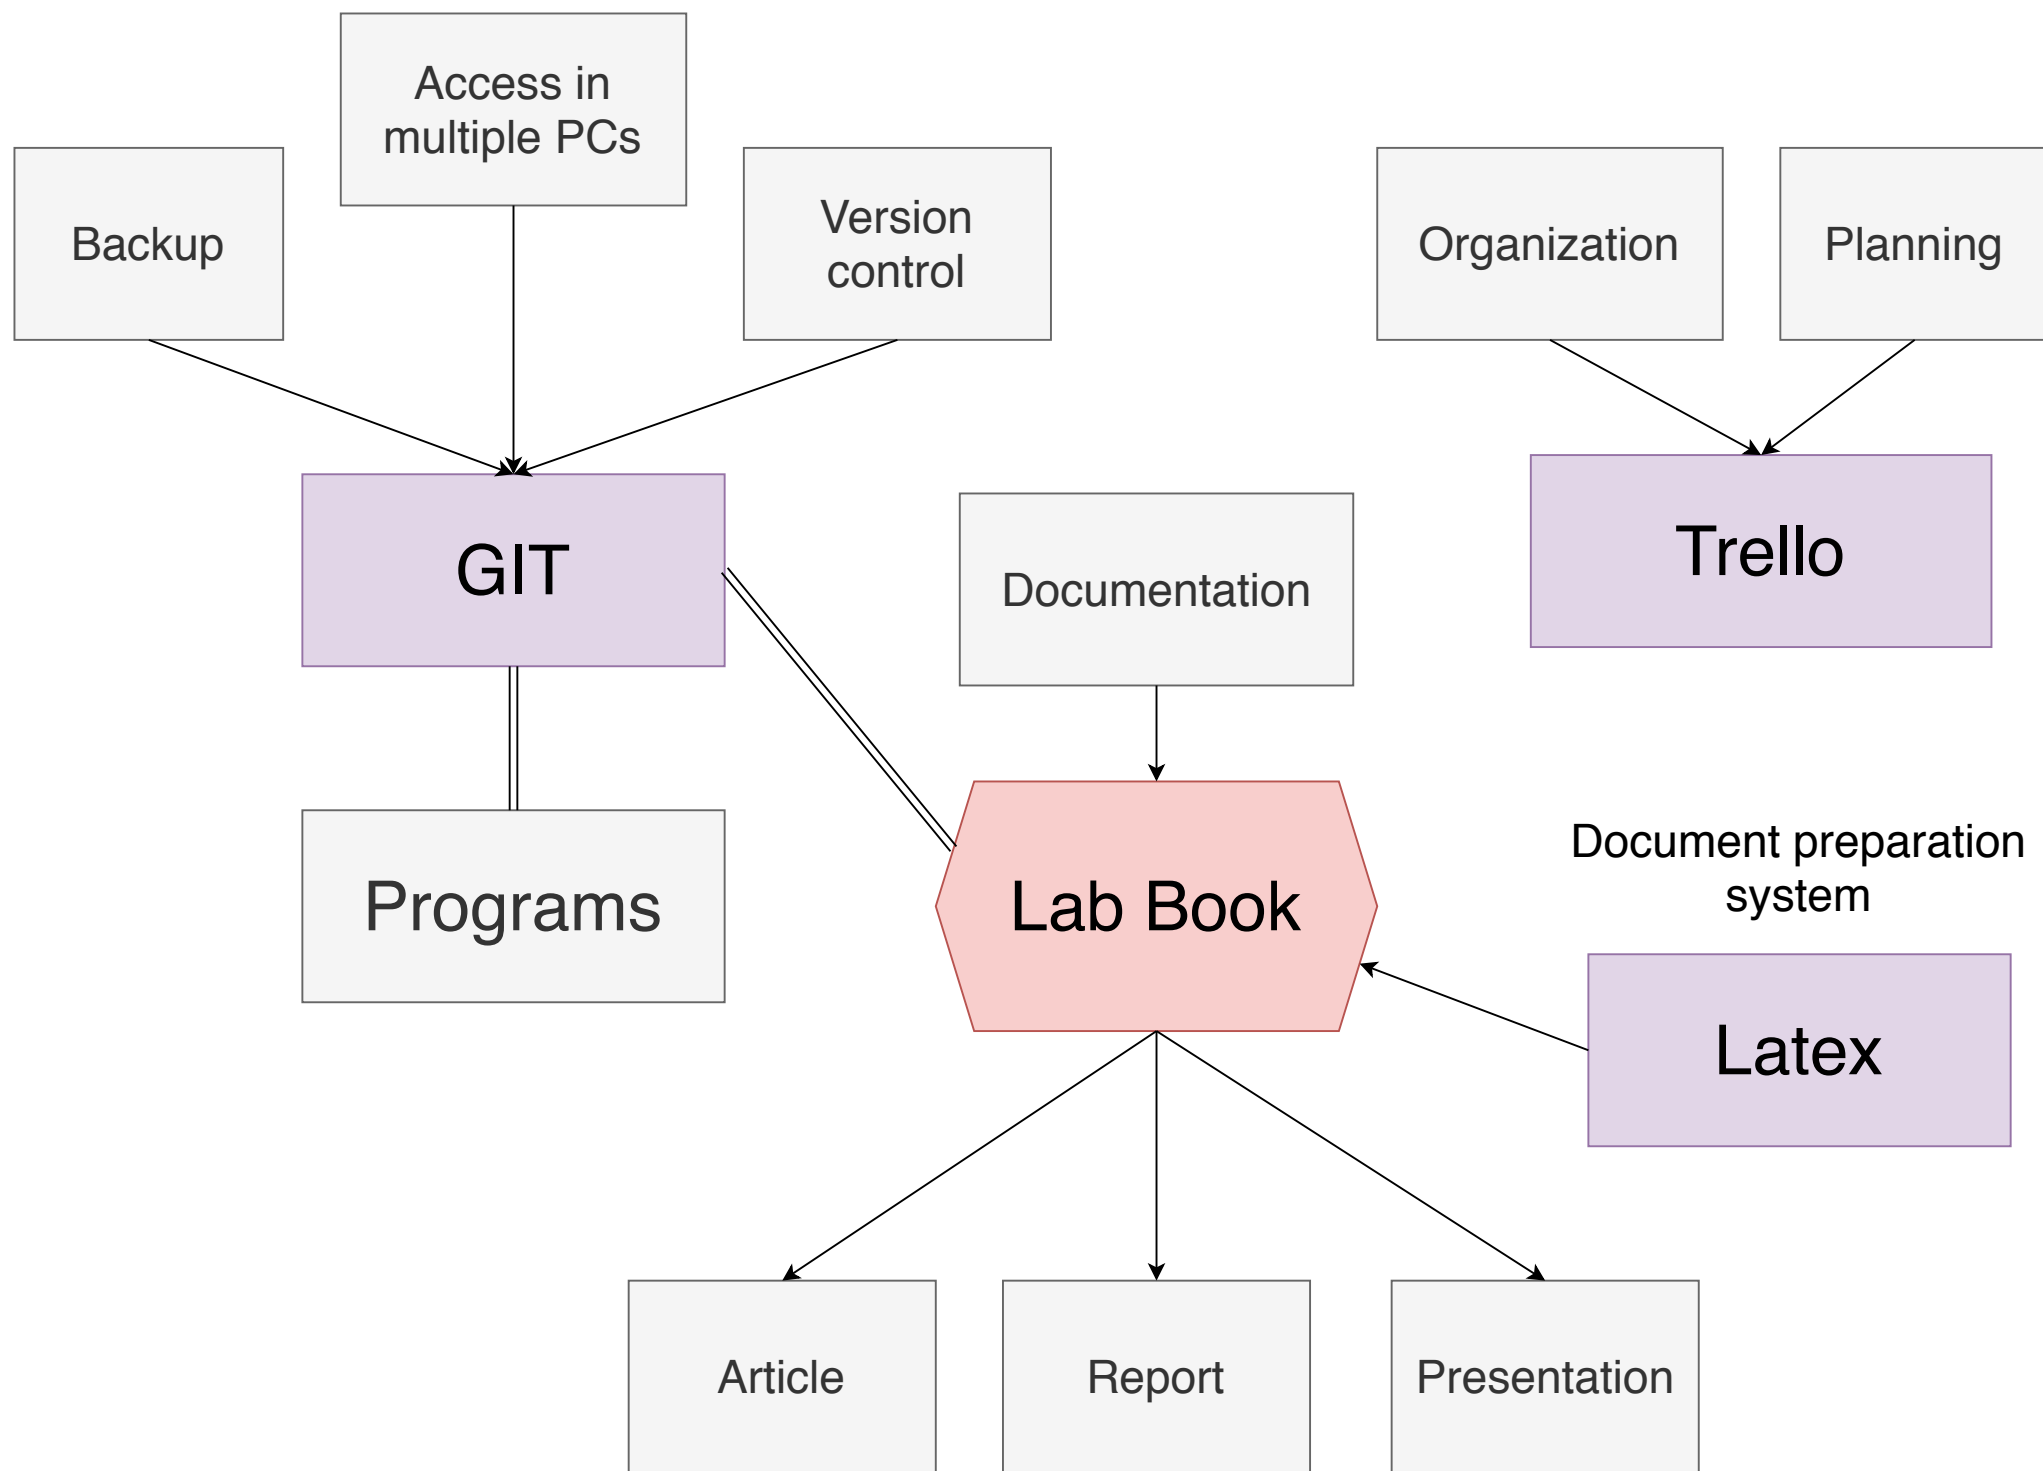 Access in
multiple PCs
Backup
Version
control
Organization
Planning
GIT
Documentation
Trello
Programs
Lab Book
Document preparation
system
Latex
Article
Report
Presentation